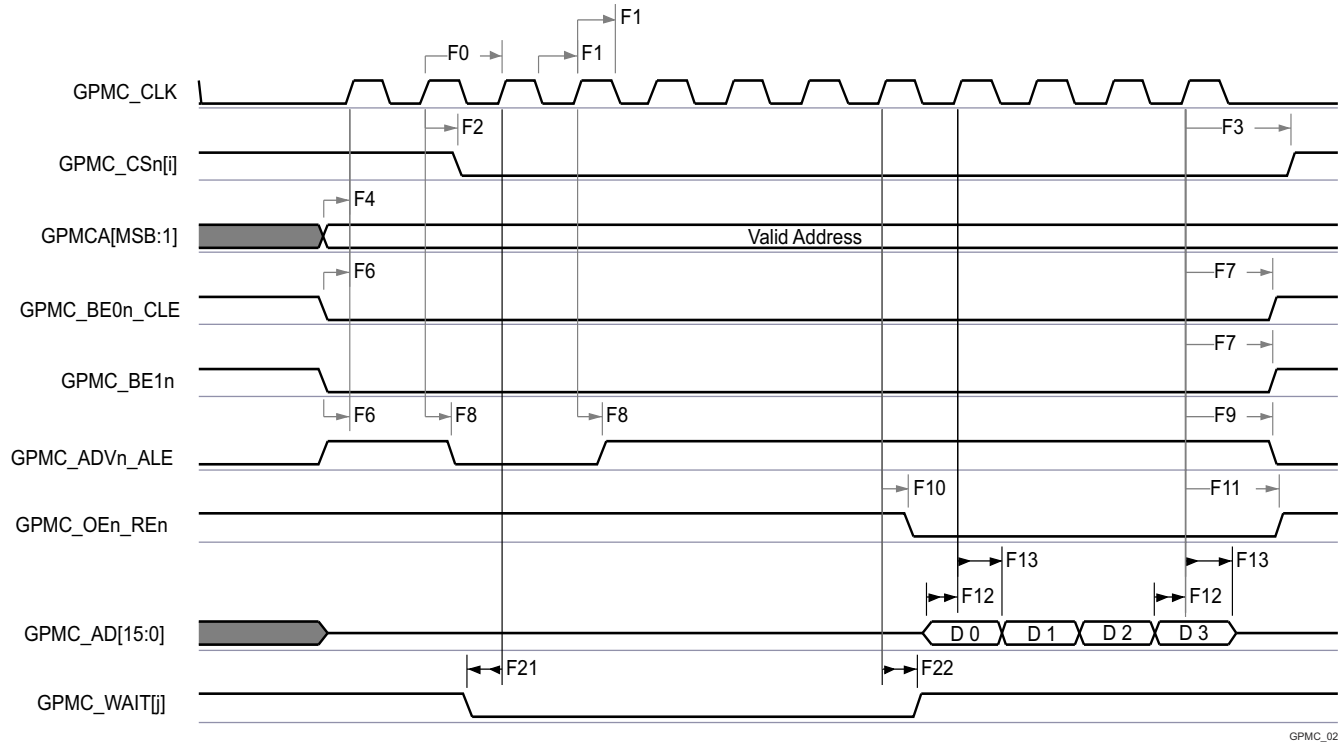 F1
F0
F1
GPMC_CLK
F2
F3
GPMC_CSn[i]
F4
GPMCA[MSB:1]
Valid Address
F6
F7
GPMC_BE0n_CLE
F7
GPMC_BE1n
F6
F8
F8
F9
GPMC_ADVn_ALE
F10
F11
GPMC_OEn_REn
F13
F13
F12
F12
GPMC_AD[15:0]
D 0
D 1
D 2
D 3
F21
F22
GPMC_WAIT[j]
GPMC_02